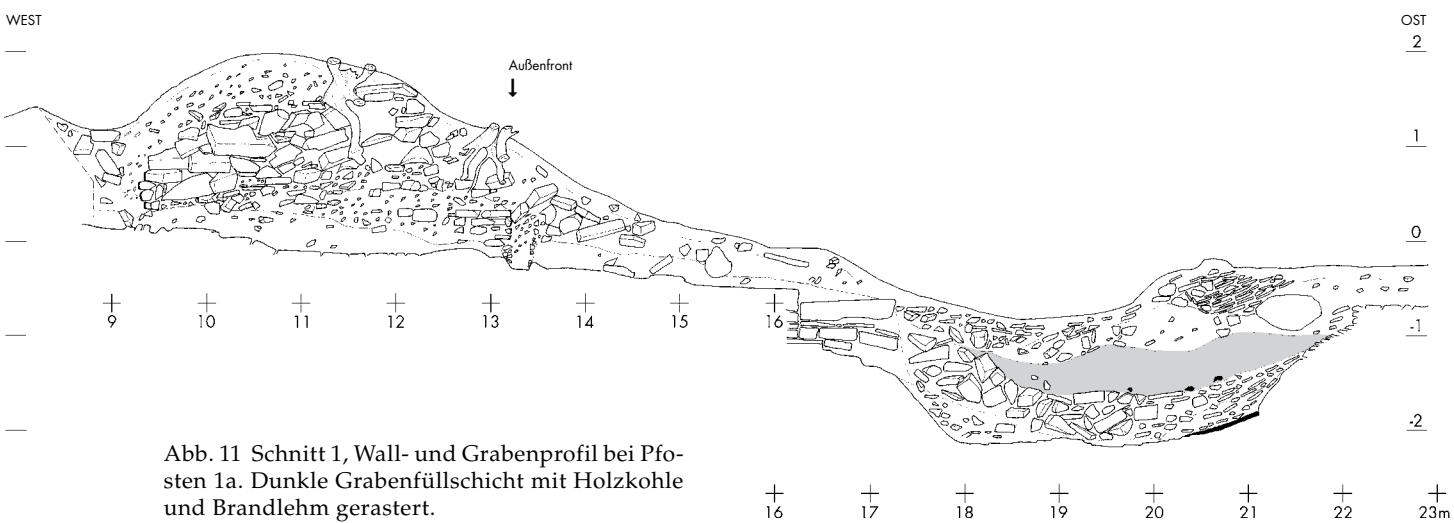 WEST
OST
2
Außenfront
1
0
9 10 11 12 13 14 15 16
-1
-2
Abb. 11 Schnitt 1, Wall- und Grabenprofil bei Pfo-
sten 1a. Dunkle Grabenfüllschicht mit Holzkohle
und Brandlehm gerastert.
16 17 18 19 20 21 22 23m